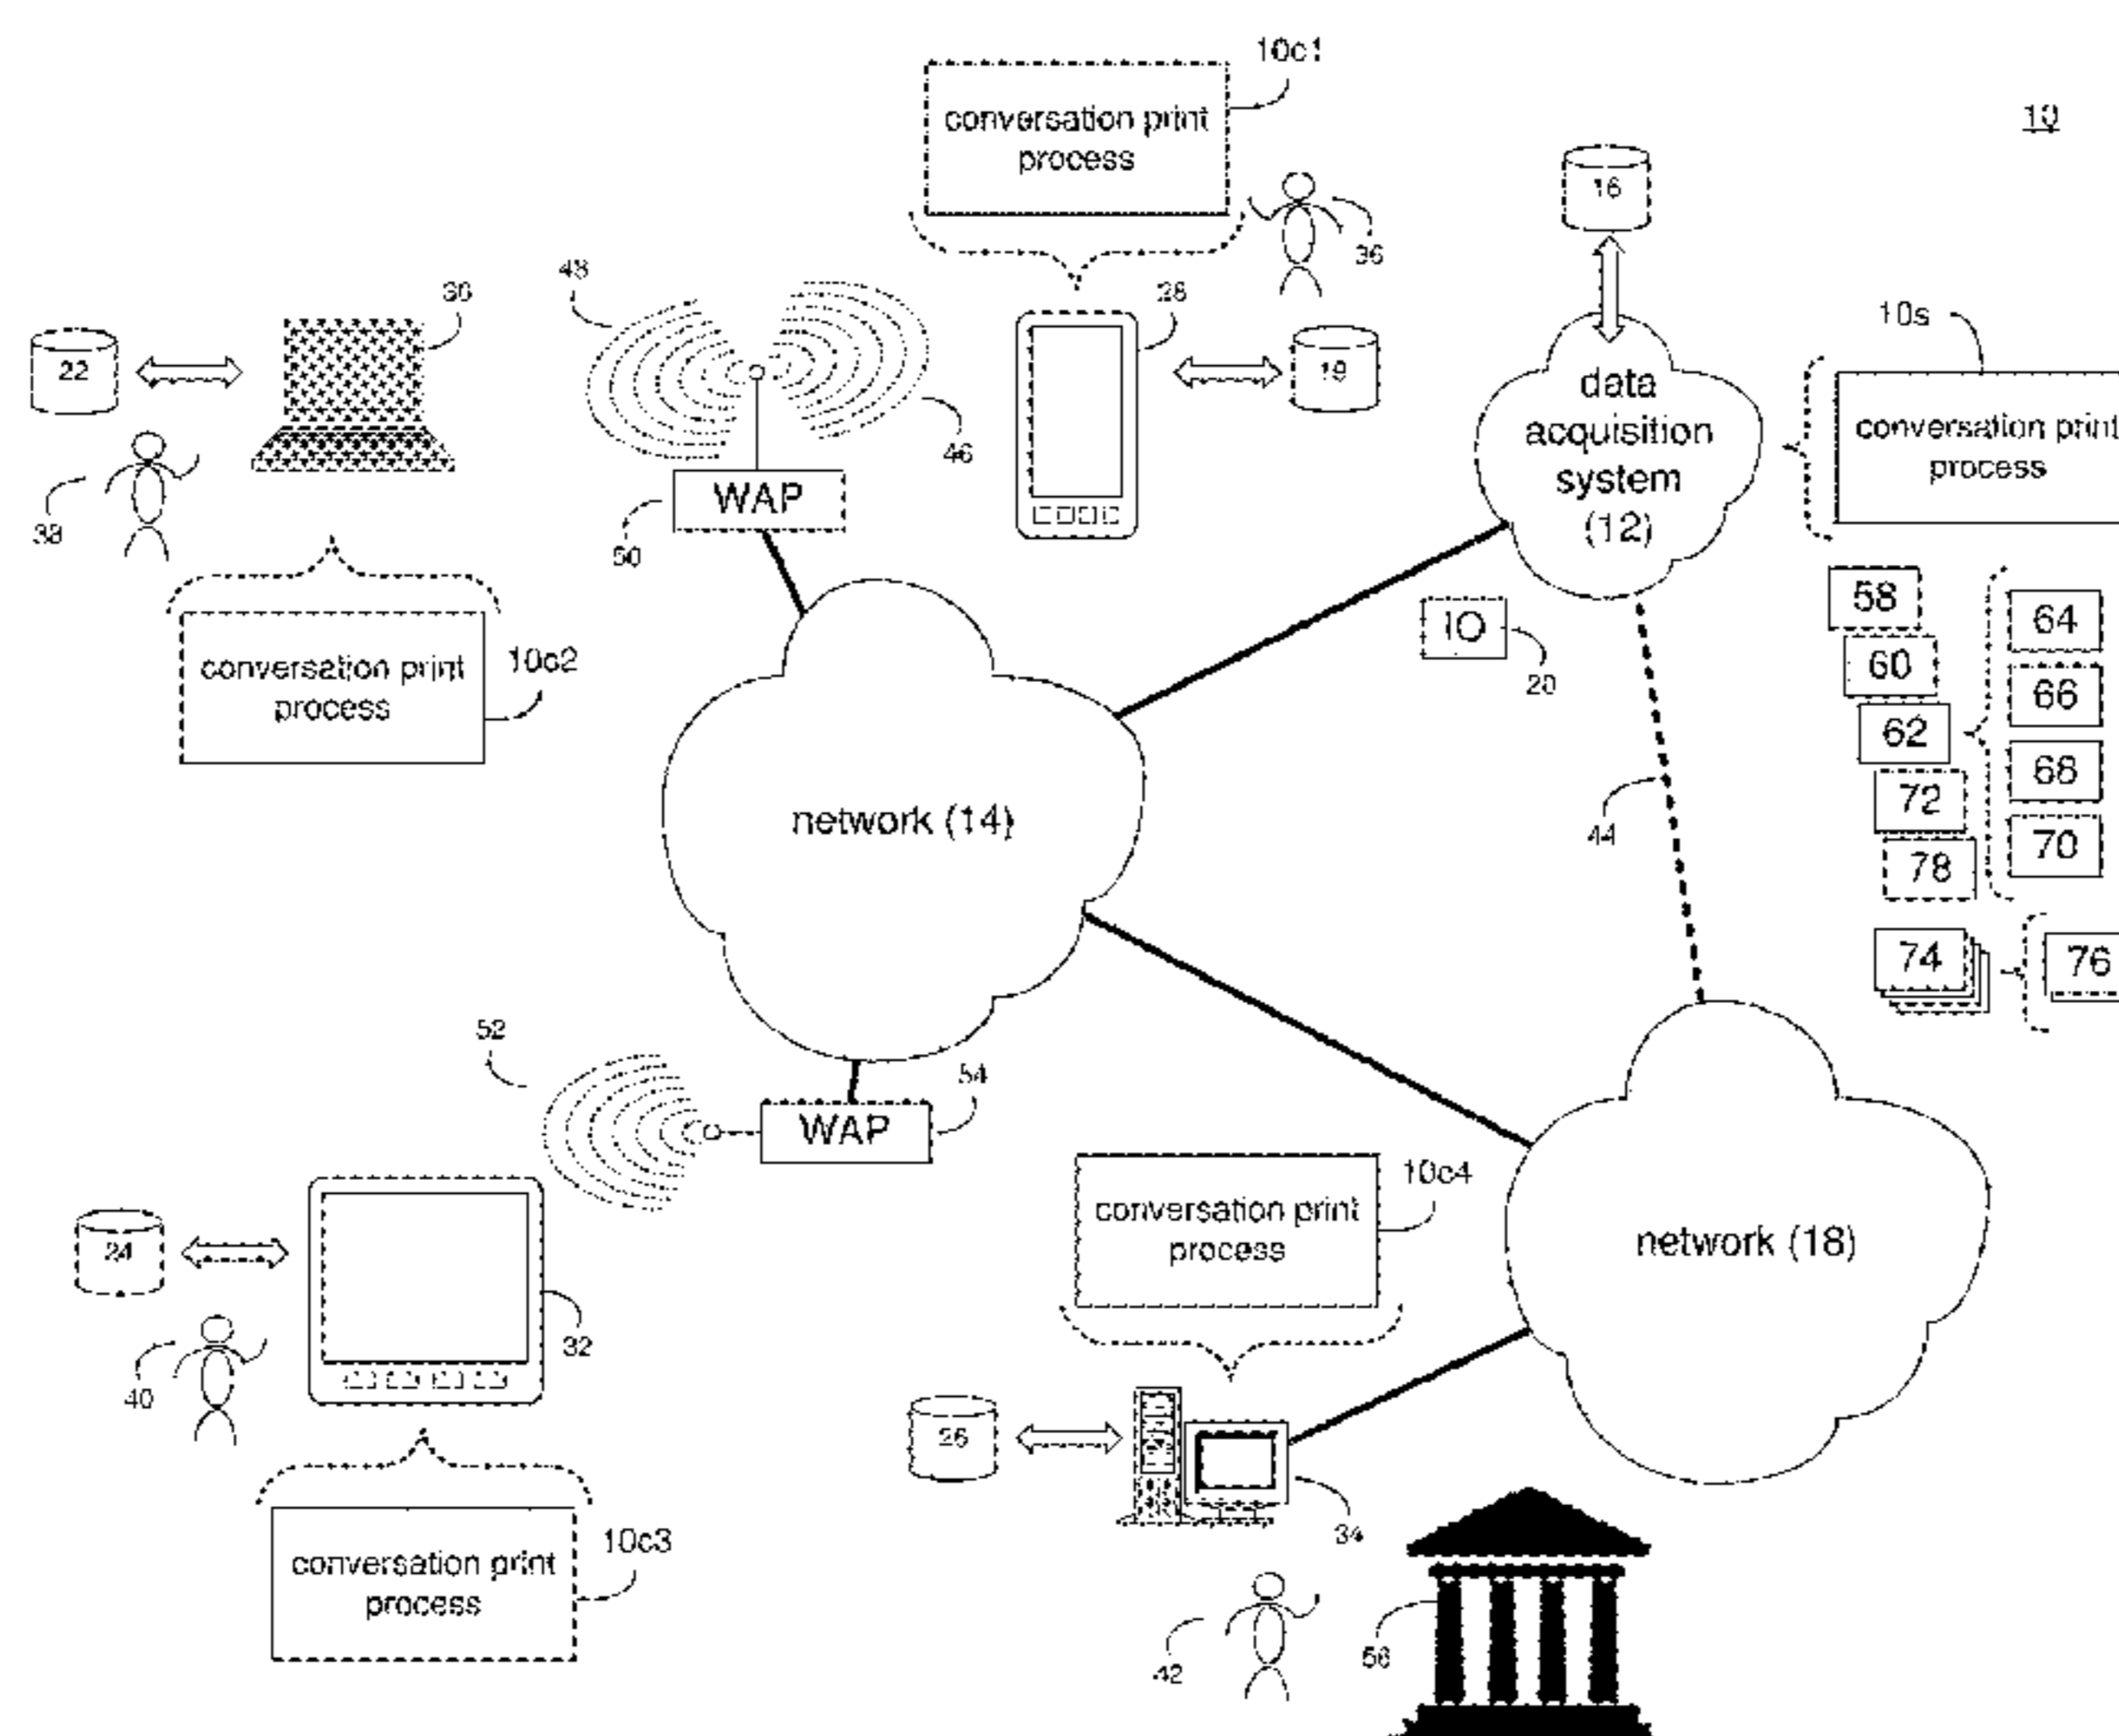 10c1
conversation print
process
10
16
36
48
30
28
22
19
10s
data
acquisition
system
(12)
conversation print
process
46
38
WAP
50
IO
20
58
60
62
72
78
64
66
68
70
74
76
conversation print
process
10c2
network (14)
44
52
54
WAP
24
32
40
conversation print
process
10c4
network (18)
26
34
conversation print
process
10c3
42
56